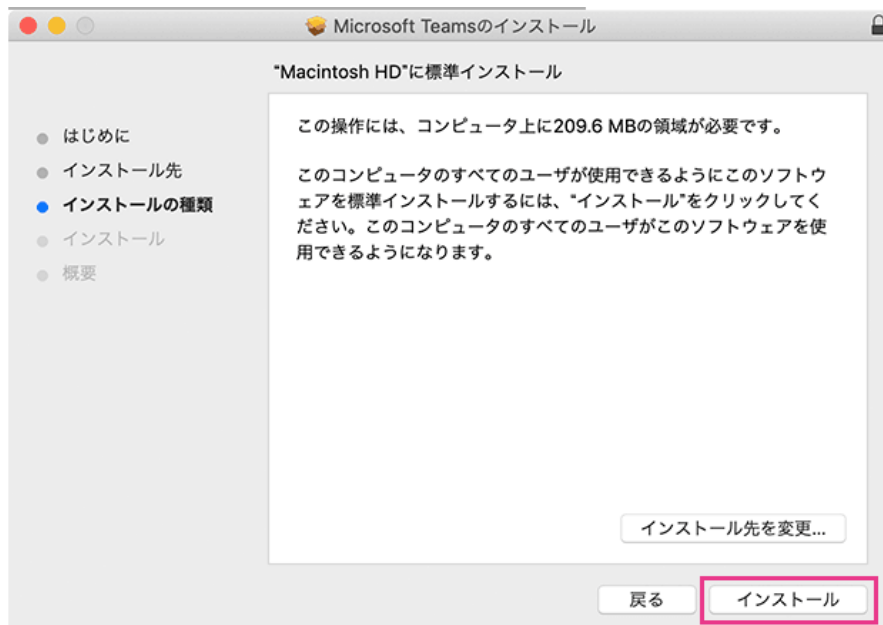 Microsoft Teamsのインストール
“Macintosh HD”に標準インストール
はじめに
インストール先
インストールの種類
インストール
概要
この操作には、コンピュータ上に209.6 MBの領域が必要です。
このコンピュータのすべてのユーザが使用できるようにこのソフトウ
ェアを標準インストールするには、“インストール”をクリックしてく
ださい。このコンピュータのすべてのユーザがこのソフトウェアを使
用できるようになります。
インストール先を変更...
戻る
インストール